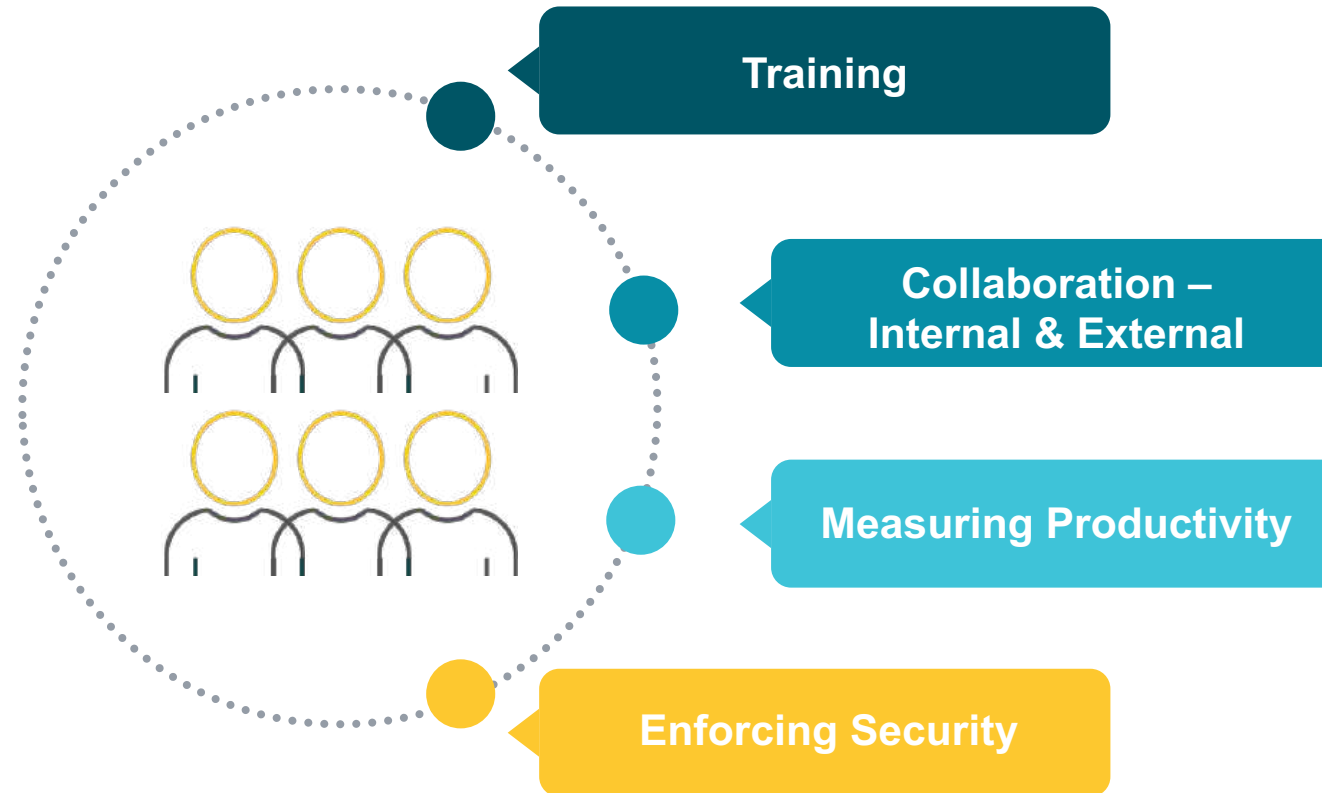 Training
Collaboration –
Internal & External
Measuring Productivity
Enforcing Security